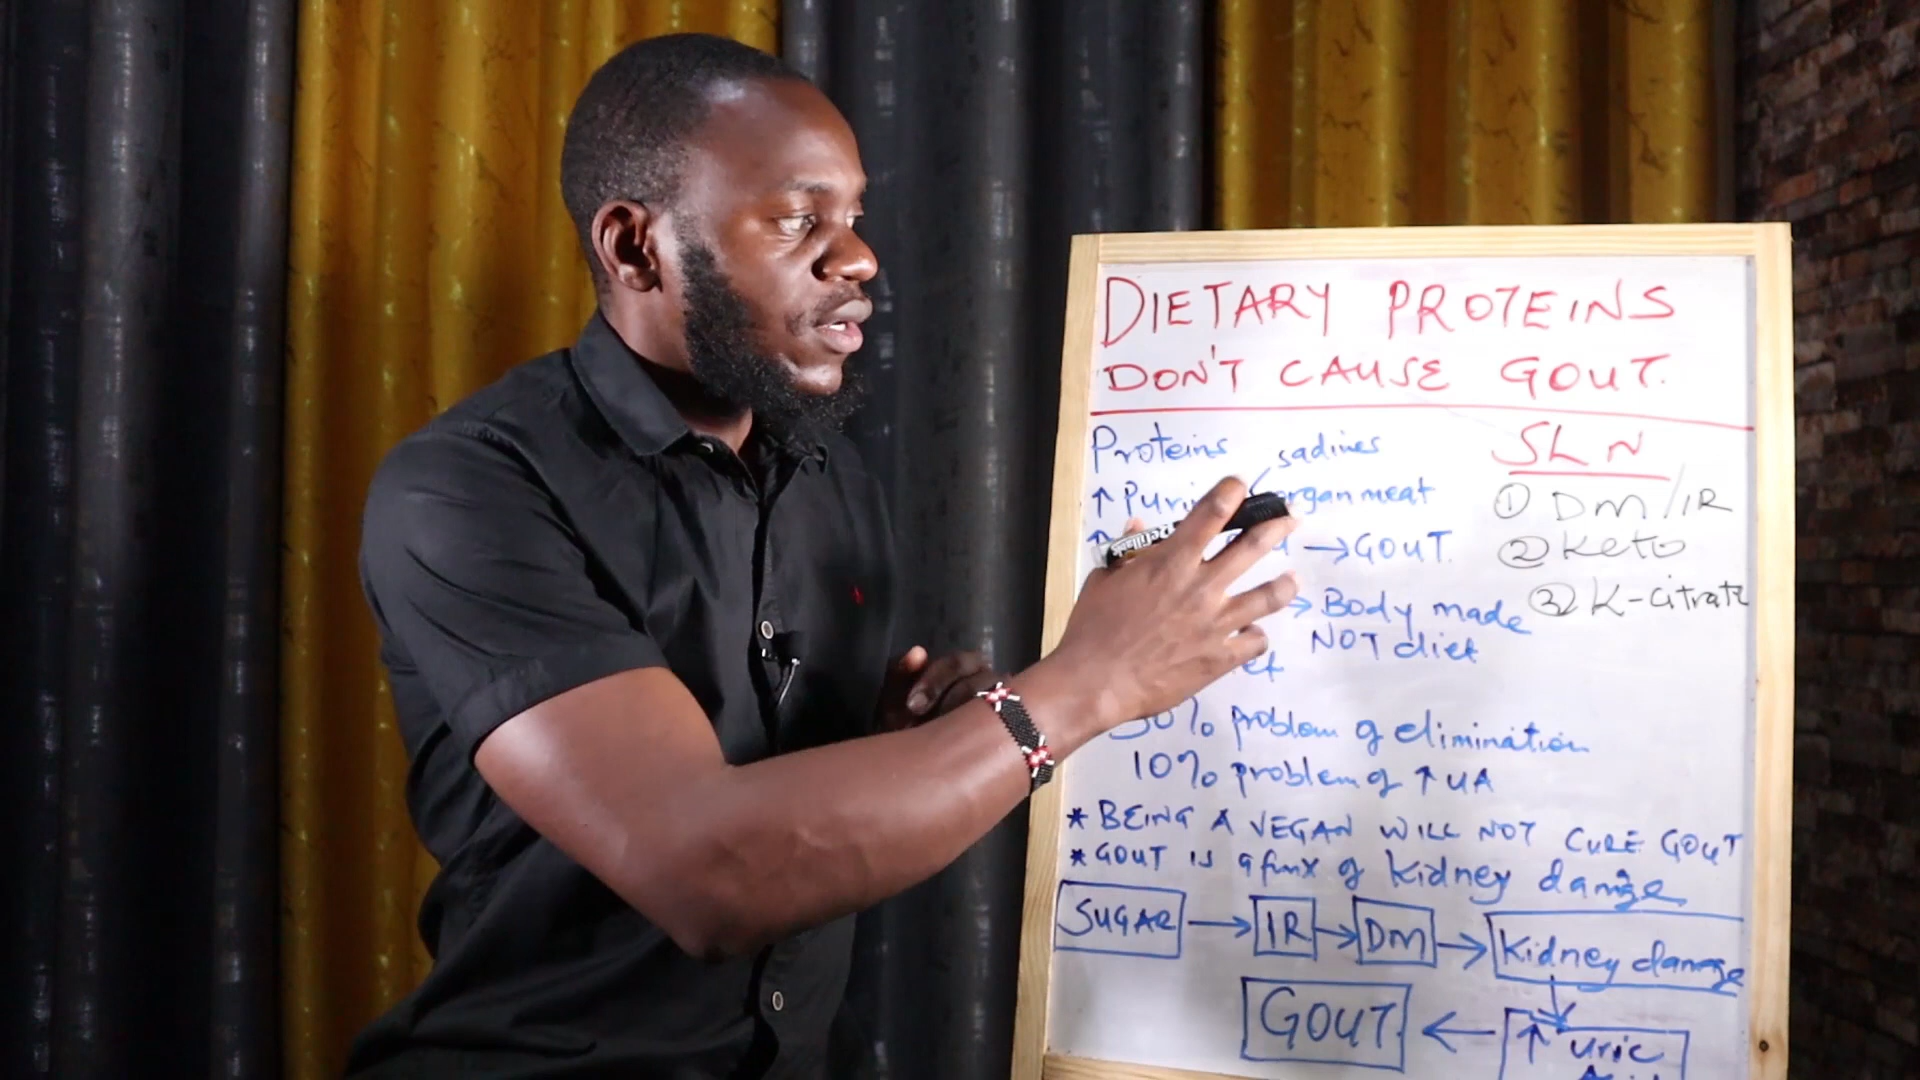 DIETARY PROTEINS
DON'T CAUSE GOUT.
Proteins sadines
↑ Puri organ meat
→ GOUT.
→ Body made
NOT diet
% problem of elimination
10% problem of ↑ UA
* BEING A VEGAN WILL NOT CURE GOUT
* GOUT IS a funx of Kidney damage
SUGAR → IR → DM → Kidney damage
GOUT ← ↑ uric
SLN
① DM/IR
② Keto
③ K-citrate